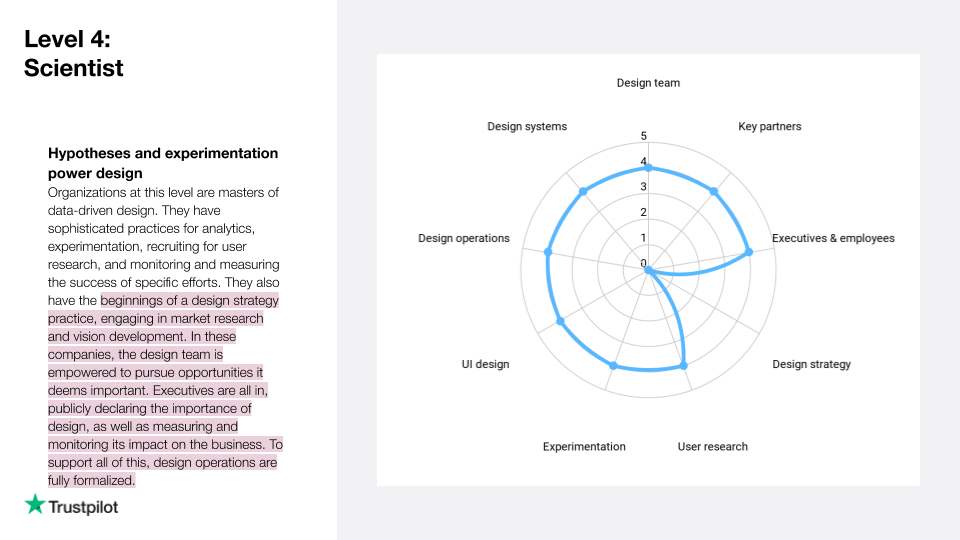 Level 4:
Scientist
Hypotheses and experimentation
power design
Organizations at this level are masters of
data-driven design. They have
sophisticated practices for analytics,
experimentation, recruiting for user
research, and monitoring and measuring
the success of specific efforts. They also
have the beginnings of a design strategy
practice, engaging in market research
and vision development. In these
companies, the design team is
empowered to pursue opportunities it
deems important. Executives are all in,
publicly declaring the importance of
design, as well as measuring and
monitoring its impact on the business. To
support all of this, design operations are
fully formalized.
Trustpilot
Design team
Design systems
Key partners
5
4
3
2
1
0
Design operations
Executives & employees
UI design
Design strategy
Experimentation
User research